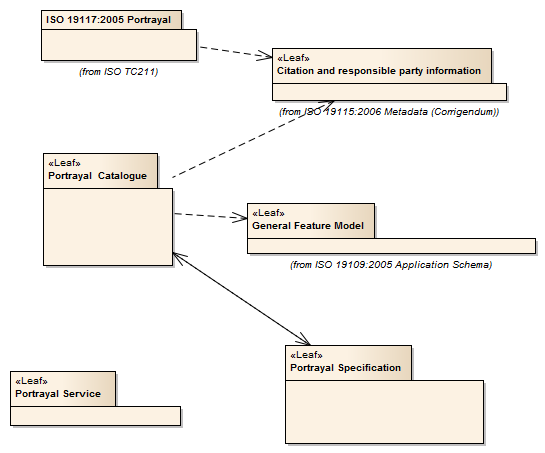 ISO 19117:2005 Portrayal
(from ISO TC211)
«Leaf»
Citation and responsible party information
(from ISO 19115:2006 Metadata (Corrigendum))
«Leaf»
Portrayal Catalogue
«Leaf»
General Feature Model
(from ISO 19109:2005 Application Schema)
«Leaf»
Portrayal Specification
«Leaf»
Portrayal Service